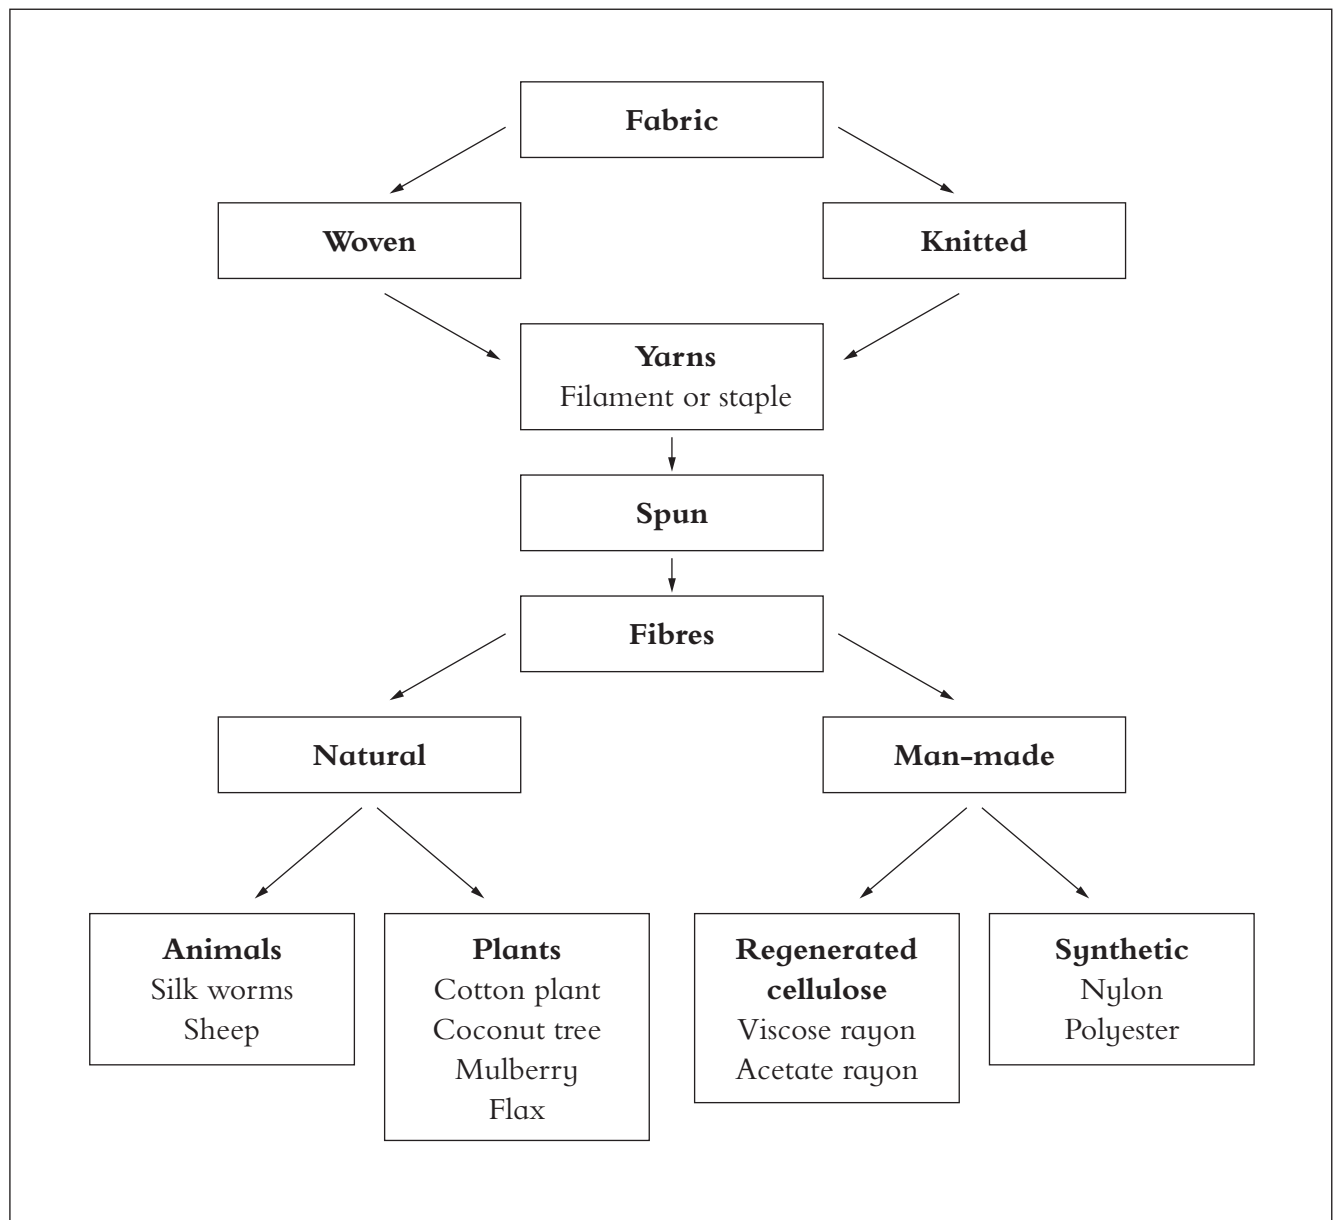 Fabric
Woven
Knitted
Yarns
Filament or staple
Spun
Fibres
Natural
Man-made
Animals
Silk worms
Sheep
Plants
Cotton plant
Coconut tree
Mulberry
Flax
Regenerated
cellulose
Viscose rayon
Acetate rayon
Synthetic
Nylon
Polyester